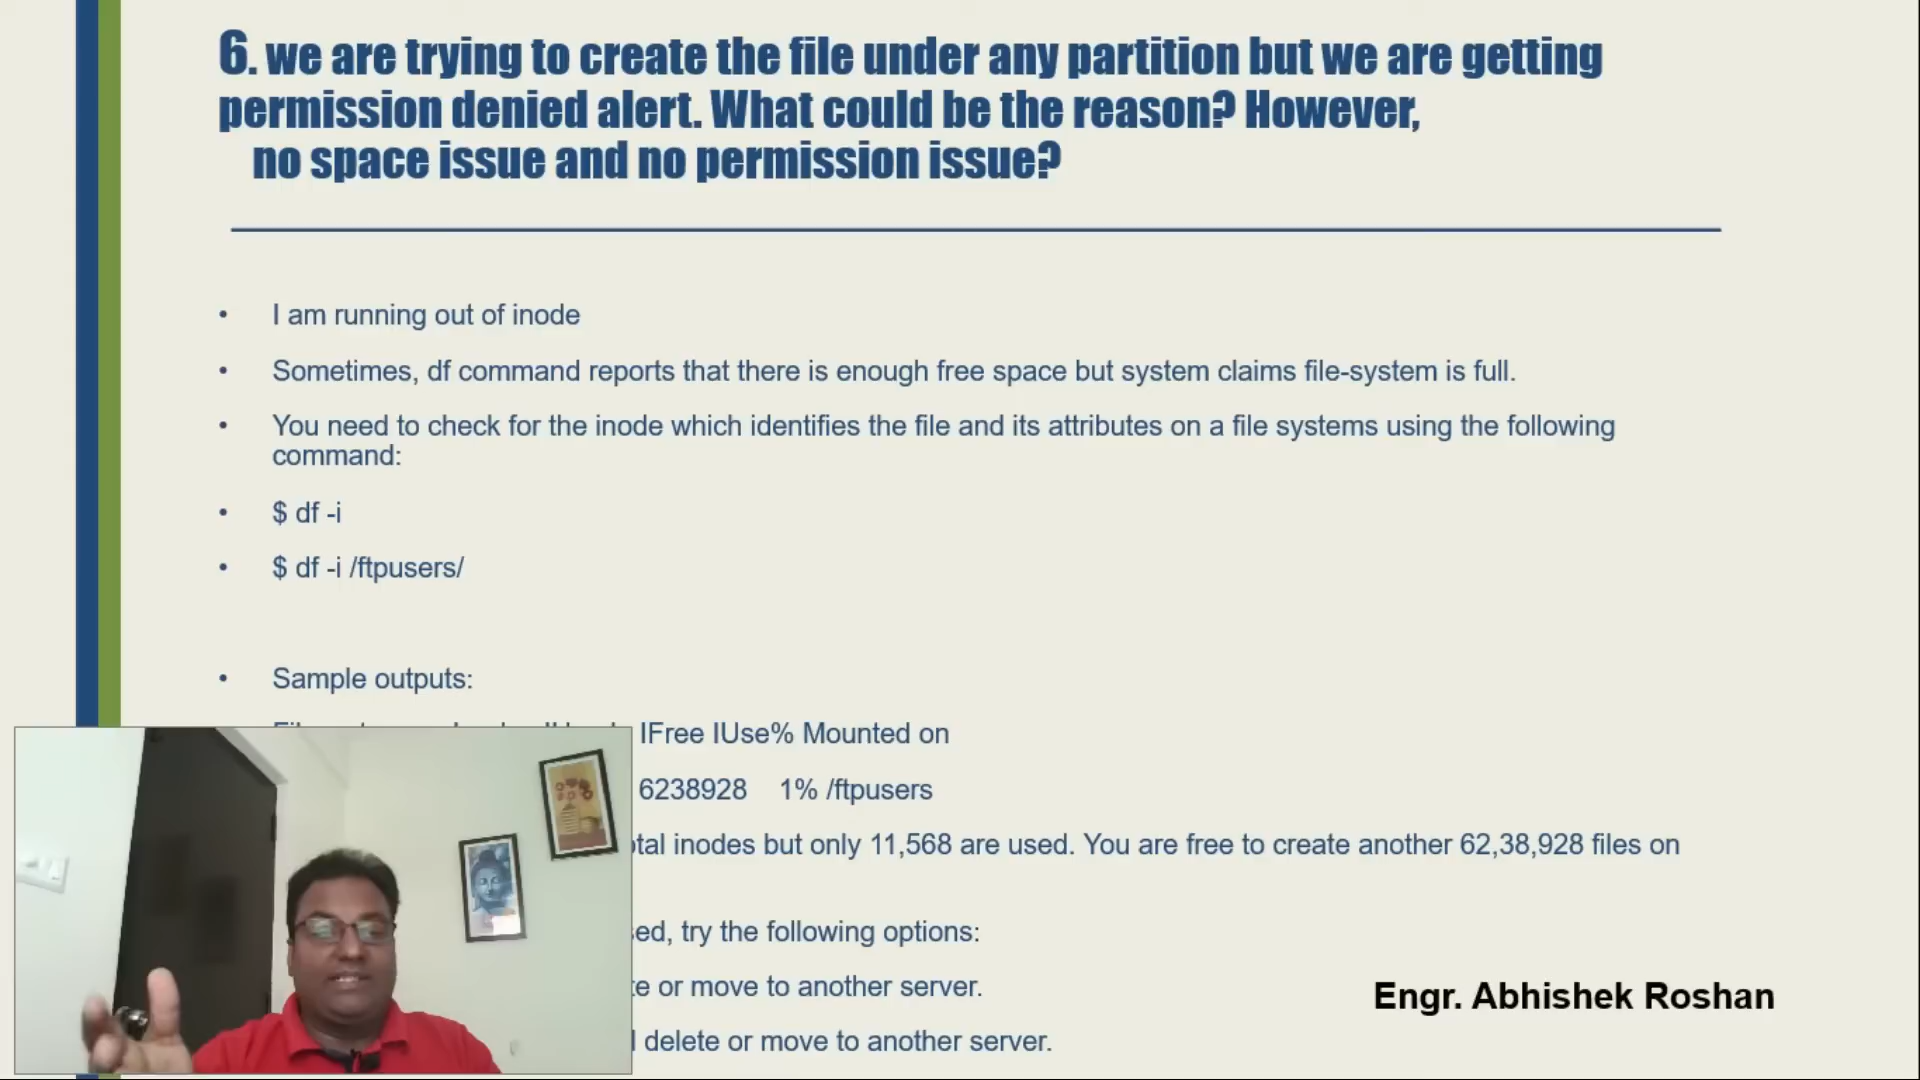 6. we are trying to create the file under any partition but we are getting
permission denied alert. What could be the reason? However,
no space issue and no permission issue?
• I am running out of inode
• Sometimes, df command reports that there is enough free space but system claims file-system is full.
• You need to check for the inode which identifies the file and its attributes on a file systems using the following
command:
• $ df -i
• $ df -i /ftpusers/
• Sample outputs:
IFree IUse% Mounted on
6238928 1% /ftpusers
inodes but only 11,568 are used. You are free to create another 62,38,928 files on
try the following options:
or move to another server.
delete or move to another server.
Engr. Abhishek Roshan